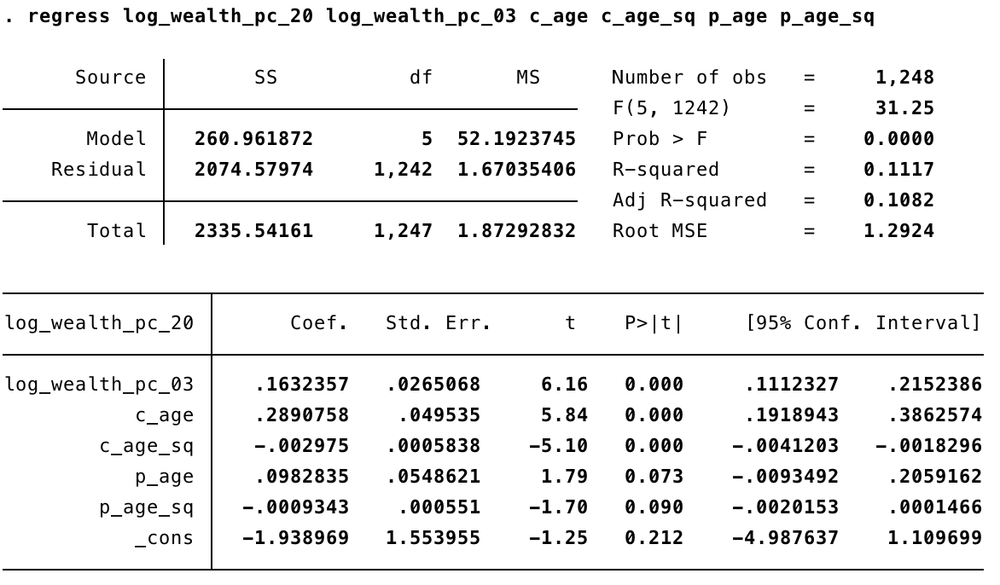 . regress log_wealth_pc_20 log_wealth_pc_03 c_age c_age_sq p_age p_age_sq
Source SS df MS Number of obs = 1,248
F(5, 1242) = 31.25
Model 260.961872 5 52.1923745 Prob > F = 0.0000
Residual 2074.57974 1,242 1.67035406 R-squared = 0.1117
Adj R-squared = 0.1082
Total 2335.54161 1,247 1.87292832 Root MSE = 1.2924
log_wealth_pc_20 Coef. Std. Err. t P>|t| [95% Conf. Interval]
log_wealth_pc_03 .1632357 .0265068 6.16 0.000 .1112327 .2152386
c_age .2890758 .049535 5.84 0.000 .1918943 .3862574
c_age_sq -.002975 .0005838 -5.10 0.000 -.0041203 -.0018296
p_age .0982835 .0548621 1.79 0.073 -.0093492 .2059162
p_age_sq -.0009343 .000551 -1.70 0.090 -.0020153 .0001466
_cons -1.938969 1.553955 -1.25 0.212 -4.987637 1.109699